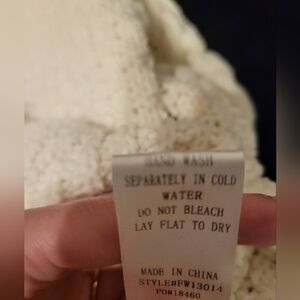 HAND WASH
SEPARATELY IN COLD
WATER
DO NOT BLEACH
LAY FLAT TO DRY
MADE IN CHINA
STYLE#FW13014
PO#18460